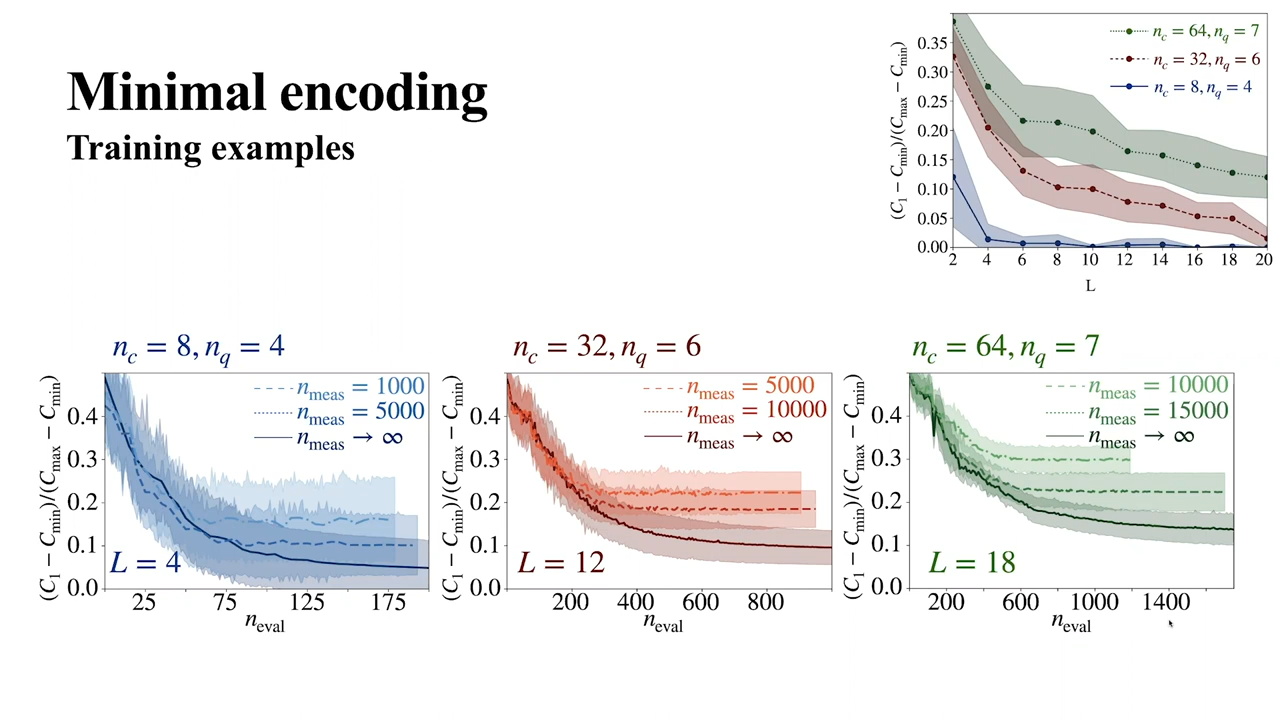 Minimal encoding
Training examples
(C₁ − C_min)/(C_max − C_min)
0.35
0.30
0.25
0.20
0.15
0.10
0.05
0.00
n_c = 64, n_q = 7
n_c = 32, n_q = 6
n_c = 8, n_q = 4
2 4 6 8 10 12 14 16 18 20
L
n_c = 8, n_q = 4
(C₁ − C_min)/(C_max − C_min)
0.4
0.3
0.2
0.1
0.0
n_meas = 1000
n_meas = 5000
n_meas → ∞
L = 4
25 75 125 175
n_eval
n_c = 32, n_q = 6
(C₁ − C_min)/(C_max − C_min)
0.4
0.3
0.2
0.1
0.0
n_meas = 5000
n_meas = 10000
n_meas → ∞
L = 12
200 400 600 800
n_eval
n_c = 64, n_q = 7
(C₁ − C_min)/(C_max − C_min)
0.4
0.3
0.2
0.1
0.0
n_meas = 10000
n_meas = 15000
n_meas → ∞
L = 18
200 600 1000 1400
n_eval